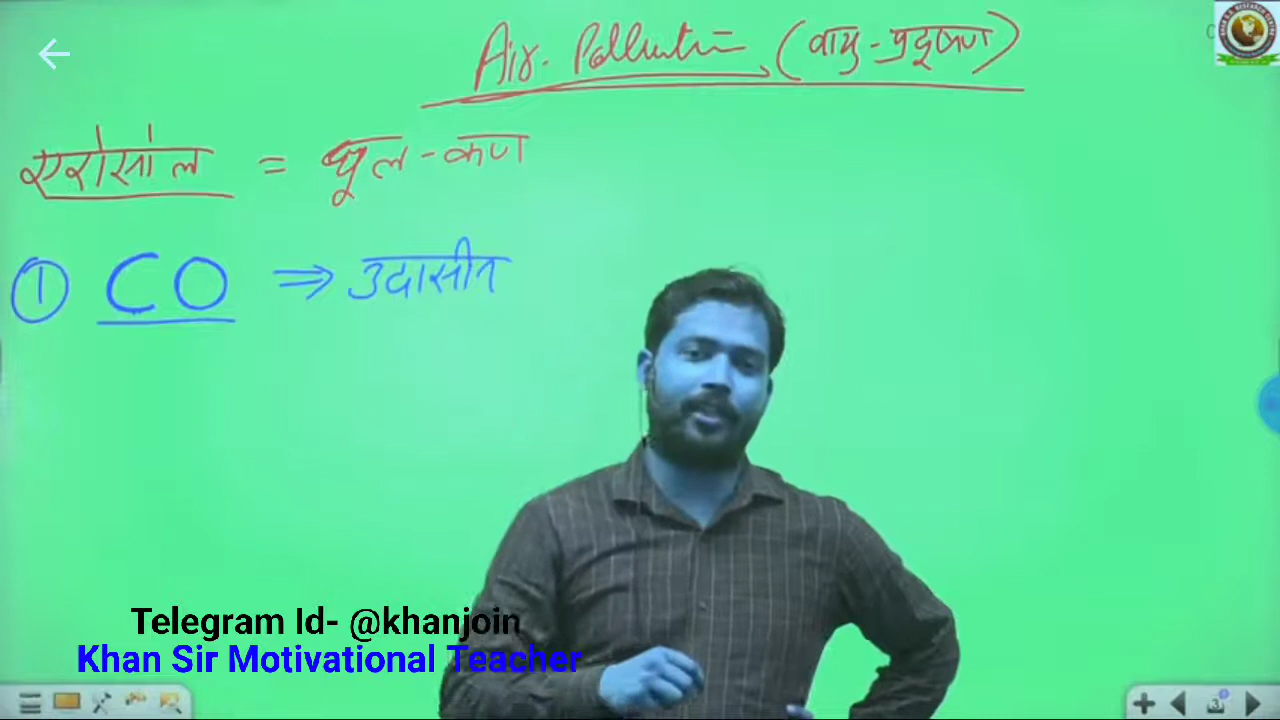 Air Pollution (वायु-प्रदूषण)
एरोसॉल = धूल-कण
① CO ⇒ उदासीन
Telegram Id- @khanjoin
Khan Sir Motivational Teacher